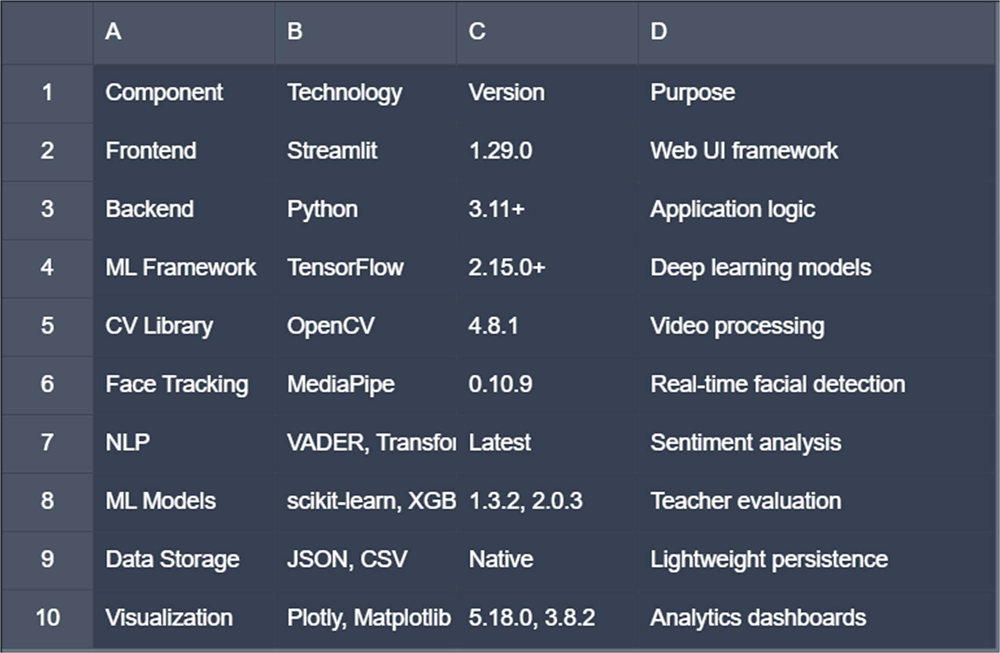 A B C D
1 Component Technology Version Purpose
2 Frontend Streamlit 1.29.0 Web UI framework
3 Backend Python 3.11+ Application logic
4 ML Framework TensorFlow 2.15.0+ Deep learning models
5 CV Library OpenCV 4.8.1 Video processing
6 Face Tracking MediaPipe 0.10.9 Real-time facial detection
7 NLP VADER, Latest Sentiment analysis
8 ML Models scikit-learn, XGB 1.3.2, 2.0.3 Teacher evaluation
9 Data Storage JSON, CSV Native Lightweight persistence
10 Visualization Plotly, Matplotlib 5.18.0, 3.8.2 Analytics dashboards